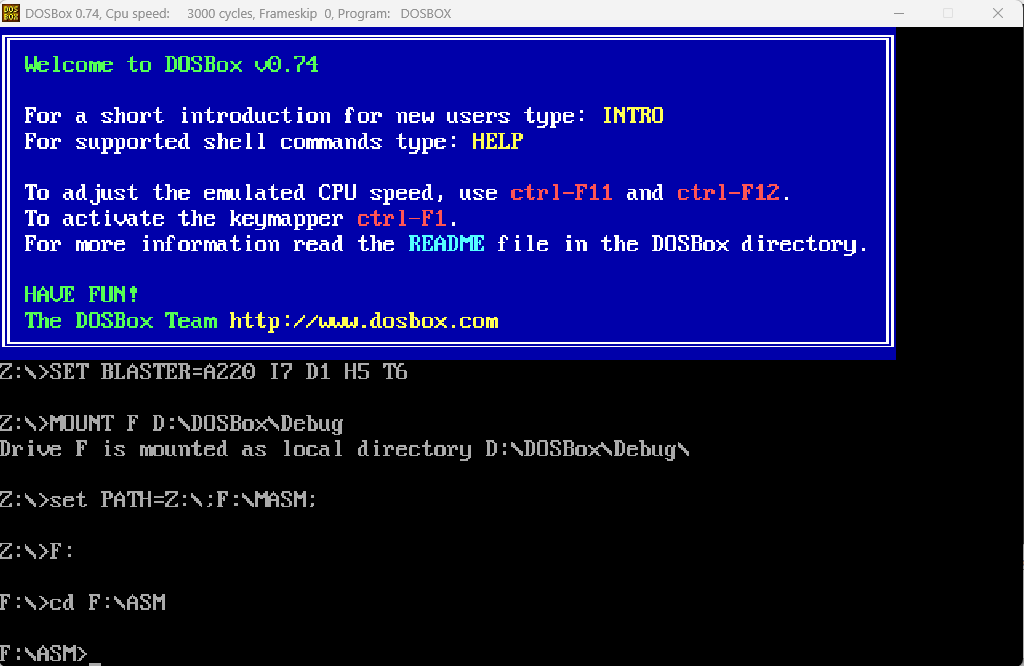 DOSBox 0.74, Cpu speed:    3000 cycles, Frameskip  0, Program:   DOSBOX
Welcome to DOSBox v0.74
For a short introduction for new users type: INTRO
For supported shell commands type: HELP
To adjust the emulated CPU speed, use ctrl-F11 and ctrl-F12.
To activate the keymapper ctrl-F1.
For more information read the README file in the DOSBox directory.
HAVE FUN!
The DOSBox Team http://www.dosbox.com
Z:\>SET BLASTER=A220 I7 D1 H5 T6
Z:\>MOUNT F D:\DOSBox\Debug
Drive F is mounted as local directory D:\DOSBox\Debug\
Z:\>set PATH=Z:\;F:\MASM;
Z:\>F:
F:\>cd F:\ASM
F:\ASM>_